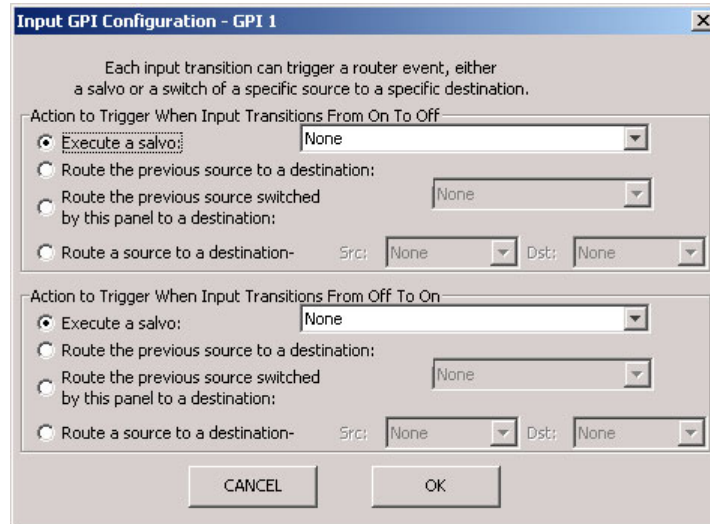 Input GPI Configuration - GPI 1
Each input transition can trigger a router event, either
a salvo or a switch of a specific source to a specific destination.
Action to Trigger When Input Transitions From On To Off
Execute a salvo: None
Route the previous source to a destination:
Route the previous source switched
by this panel to a destination:
None
Route a source to a destination- Src: None Dst: None
Action to Trigger When Input Transitions From Off To On
Execute a salvo: None
Route the previous source to a destination:
Route the previous source switched
by this panel to a destination:
None
Route a source to a destination- Src: None Dst: None
CANCEL OK